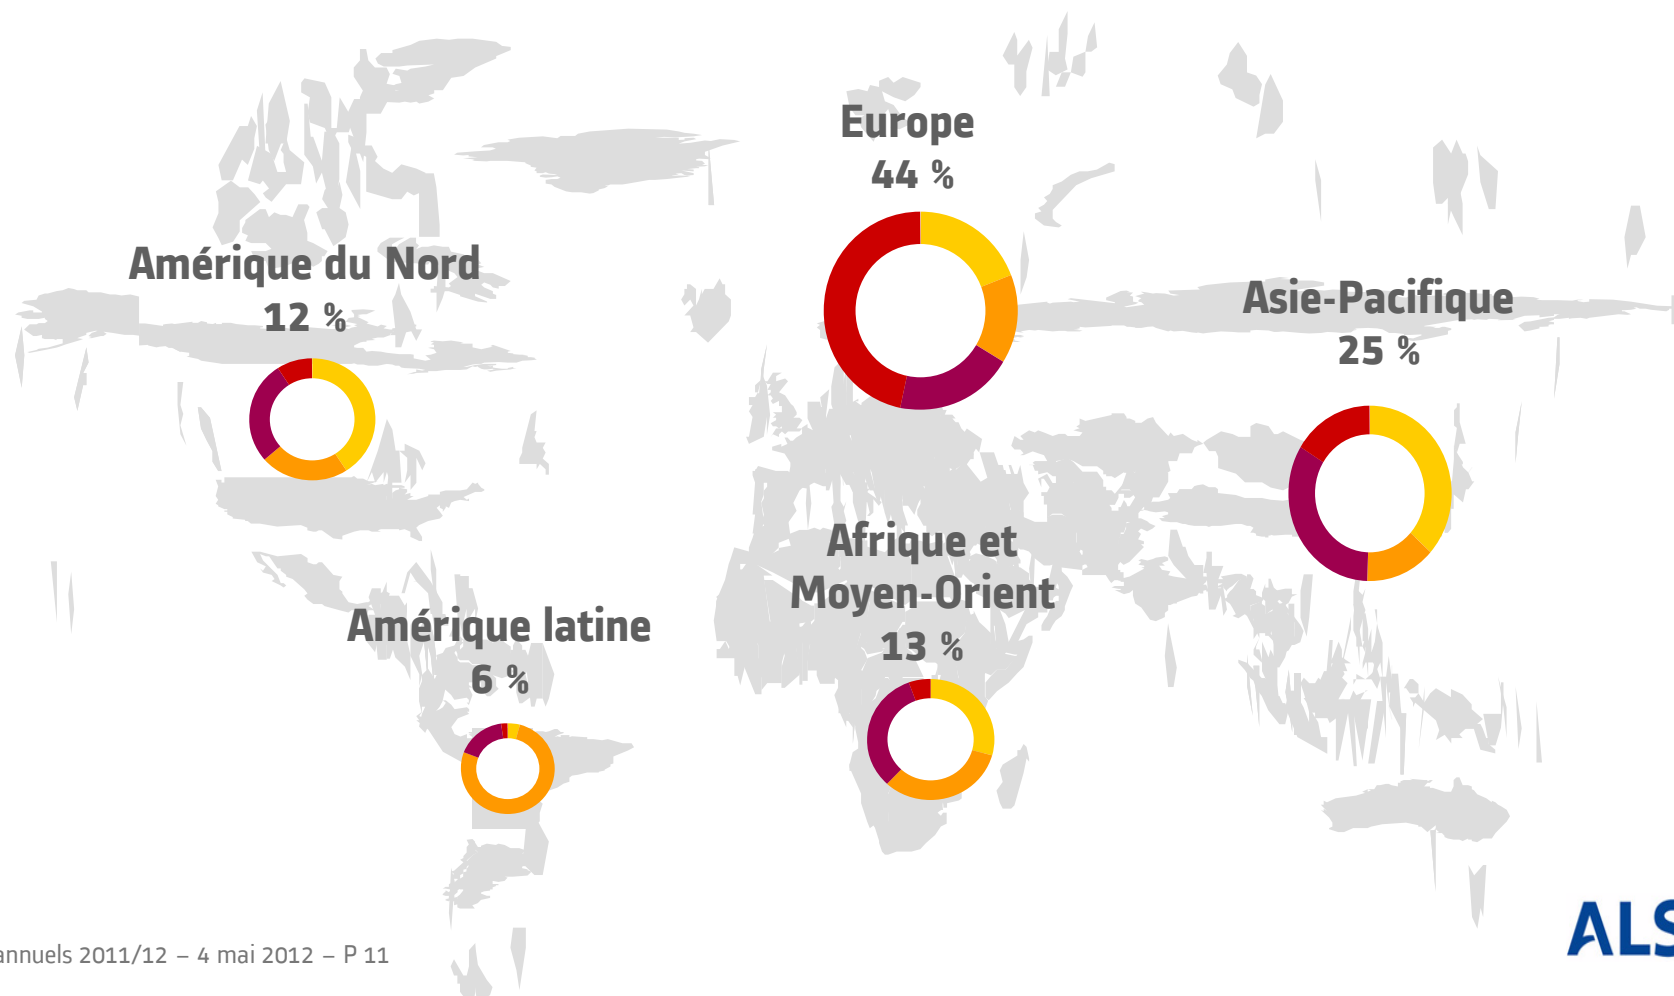 Europe
44 %
Amérique du Nord
12 %
Asie-Pacifique
25 %
Afrique et
Moyen-Orient
13 %
Amérique latine
6 %
annuels 2011/12 – 4 mai 2012 – P 11
ALS